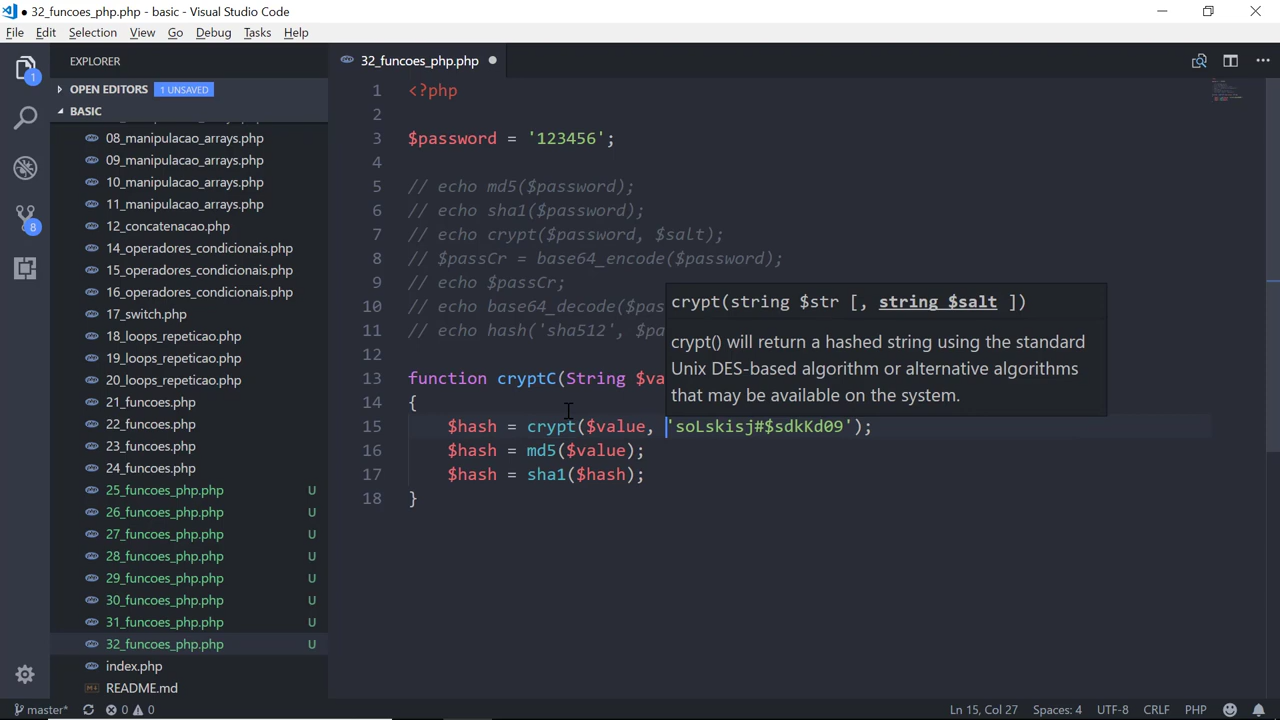 ● 32_funcoes_php.php - basic - Visual Studio Code
File Edit Selection View Go Debug Tasks Help
EXPLORER
OPEN EDITORS 1 UNSAVED
BASIC
08_manipulacao_arrays.php
09_manipulacao_arrays.php
10_manipulacao_arrays.php
11_manipulacao_arrays.php
12_concatenacao.php
14_operadores_condicionais.php
15_operadores_condicionais.php
16_operadores_condicionais.php
17_switch.php
18_loops_repeticao.php
19_loops_repeticao.php
20_loops_repeticao.php
21_funcoes.php
22_funcoes.php
23_funcoes.php
24_funcoes.php
25_funcoes_php.php U
26_funcoes_php.php U
27_funcoes_php.php U
28_funcoes_php.php U
29_funcoes_php.php U
30_funcoes_php.php U
31_funcoes_php.php U
32_funcoes_php.php U
index.php
README.md
1
8
32_funcoes_php.php
1 <?php
2
3 $password = '123456';
4
5 // echo md5($password);
6 // echo sha1($password);
7 // echo crypt($password, $salt);
8 // $passCr = base64_encode($password);
9 // echo $passCr;
10 // echo base64_decode($pas
11 // echo hash('sha512', $pa
12
13 function cryptC(String $va
14 {
15 $hash = crypt($value, 'soLskisj#$sdkKd09');
16 $hash = md5($value);
17 $hash = sha1($hash);
18 }
crypt(string $str [, string $salt ])
crypt() will return a hashed string using the standard
Unix DES-based algorithm or alternative algorithms
that may be available on the system.
master* 0 0 Ln 15, Col 27 Spaces: 4 UTF-8 CRLF PHP